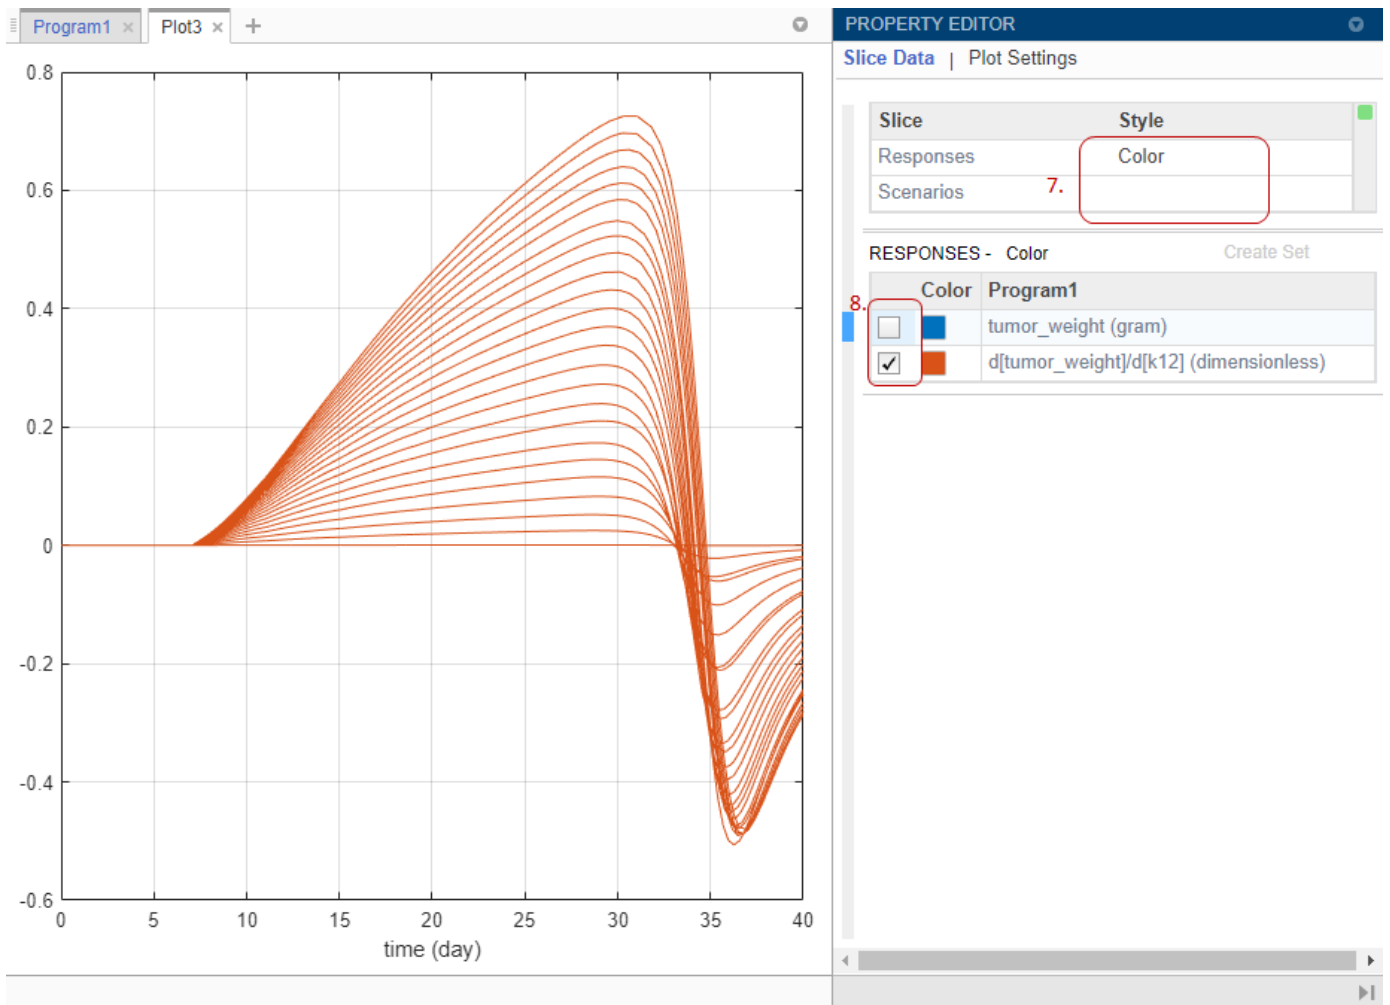 Program1 × Plot3 × +
PROPERTY EDITOR
Slice Data | Plot Settings
Slice Style
Responses Color
7.
Scenarios
RESPONSES - Color Create Set
Color Program1
8.
tumor_weight (gram)
d[tumor_weight]/d[k12] (dimensionless)
0.8
0.6
0.4
0.2
0
-0.2
-0.4
-0.6
0 5 10 15 20 25 30 35 40
time (day)